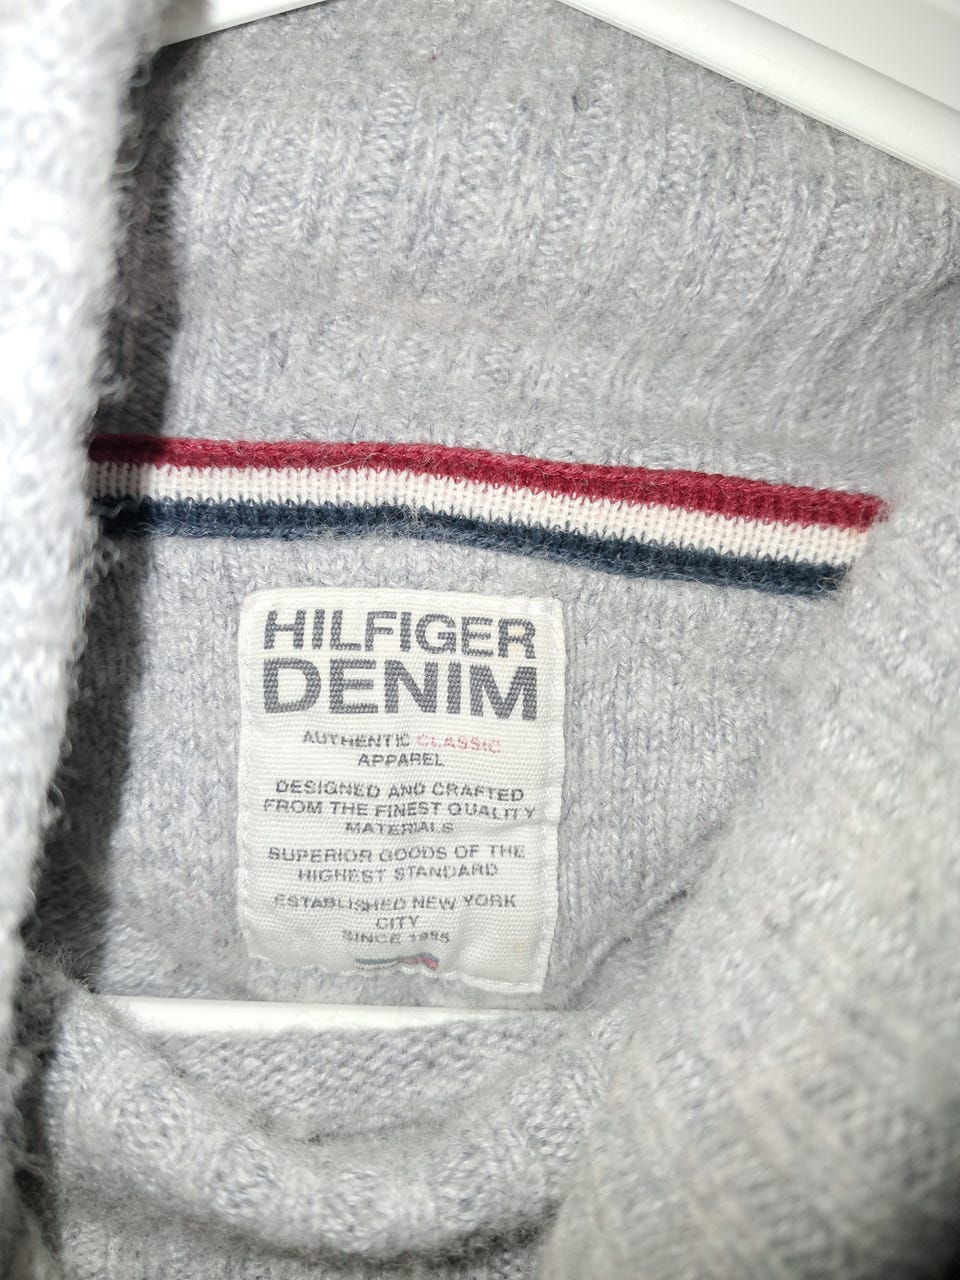 HILFIGER
DENIM
AUTHENTIC CLASSIC
APPAREL
DESIGNED AND CRAFTED
FROM THE FINEST QUALITY
MATERIALS
SUPERIOR GOODS OF THE
HIGHEST STANDARD
ESTABLISHED NEW YORK
CITY
SINCE 1985